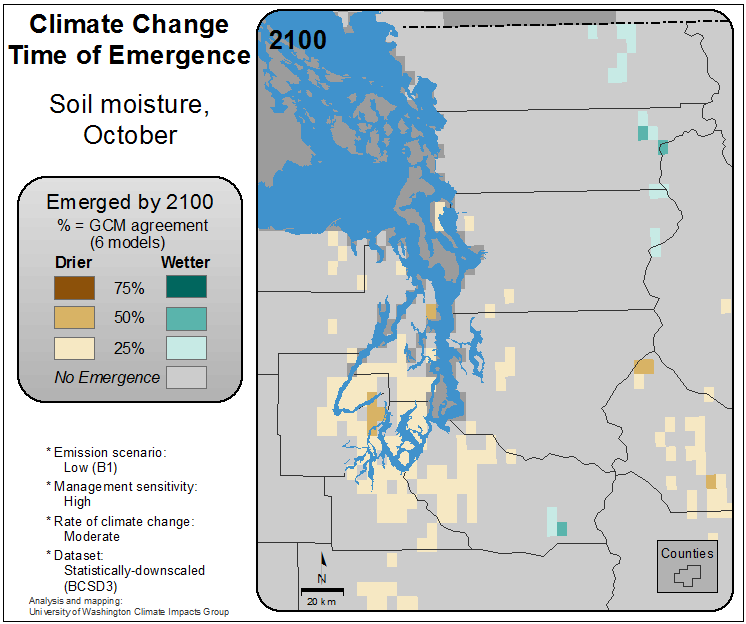 Climate Change
Time of Emergence
Soil moisture,
October
Emerged by 2100
% = GCM agreement
(6 models)
Drier Wetter
75%
50%
25%
No Emergence
* Emission scenario:
Low (B1)
* Management sensitivity:
High
* Rate of climate change:
Moderate
* Dataset:
Statistically-downscaled
(BCSD3)
Analysis and mapping:
University of Washington Climate Impacts Group
2100
N
20 km
Counties